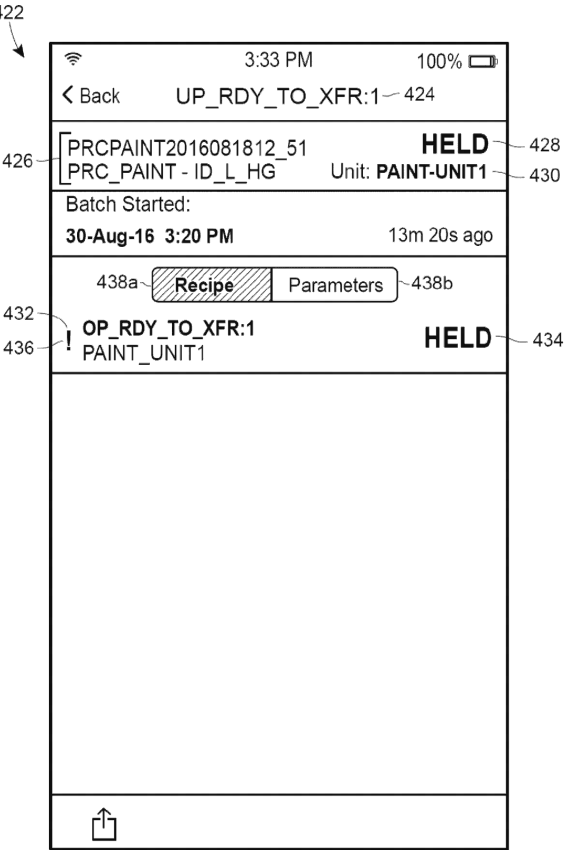 422
3:33 PM 100%
Back UP_RDY_TO_XFR:1 424
426 PRCPAINT2016081812_51 HELD 428
PRC_PAINT - ID_L_HG Unit: PAINT-UNIT1 430
Batch Started:
30-Aug-16 3:20 PM 13m 20s ago
438a Recipe Parameters 438b
432 OP_RDY_TO_XFR:1 HELD 434
436 ! PAINT_UNIT1